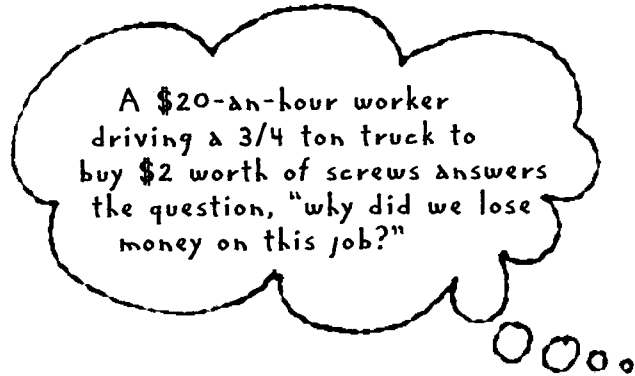 A $20-an-hour worker
driving a 3/4 ton truck to
buy $2 worth of screws answers
the question, "why did we lose
money on this job?"